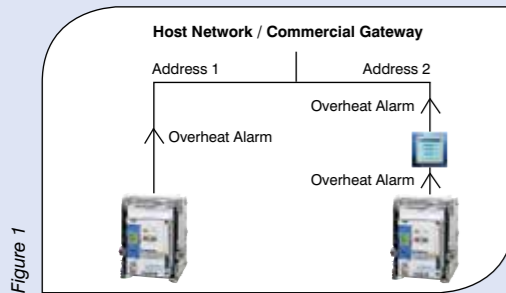 Host Network / Commercial Gateway
Address 1
Address 2
Overheat Alarm
Overheat Alarm
Overheat Alarm
Figure 1